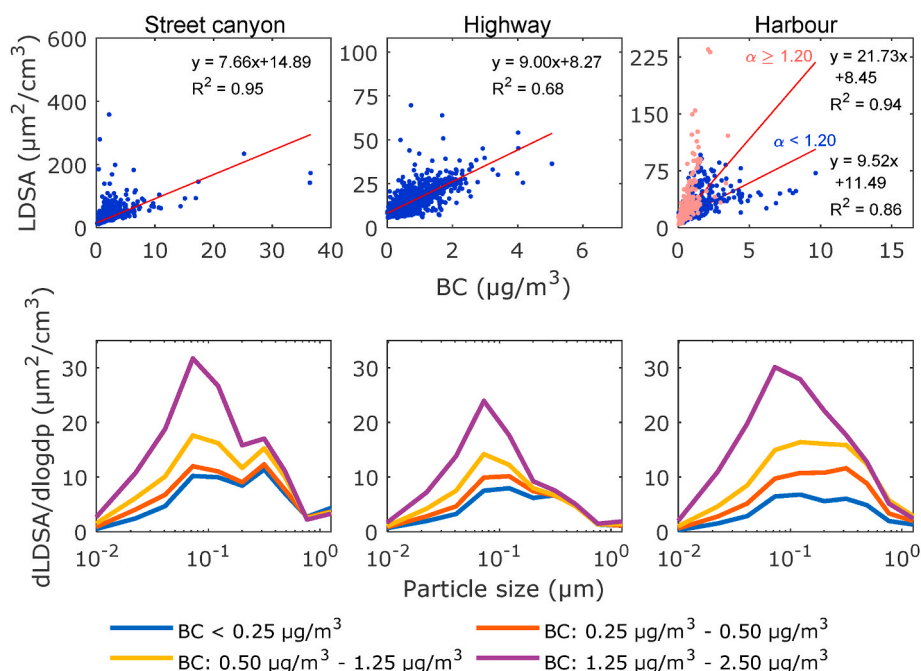 Street canyon
Highway
Harbour
LDSA (µm²/cm³)
600
400
200
0
y = 7.66x+14.89
R² = 0.95
0 10 20 30 40
100
75
50
25
0
y = 9.00x+8.27
R² = 0.68
0 2 4 6
225
150
75
0
α ≥ 1.20
y = 21.73x
+8.45
R² = 0.94
α < 1.20
y = 9.52x
+11.49
R² = 0.86
0 5 10 15
BC (µg/m³)
dLDSA/dlogdp (µm²/cm³)
30
20
10
0
10⁻² 10⁻¹ 10⁰
30
20
10
0
10⁻² 10⁻¹ 10⁰
30
20
10
0
10⁻² 10⁻¹ 10⁰
Particle size (µm)
BC < 0.25 µg/m³
BC: 0.25 µg/m³ - 0.50 µg/m³
BC: 0.50 µg/m³ - 1.25 µg/m³
BC: 1.25 µg/m³ - 2.50 µg/m³